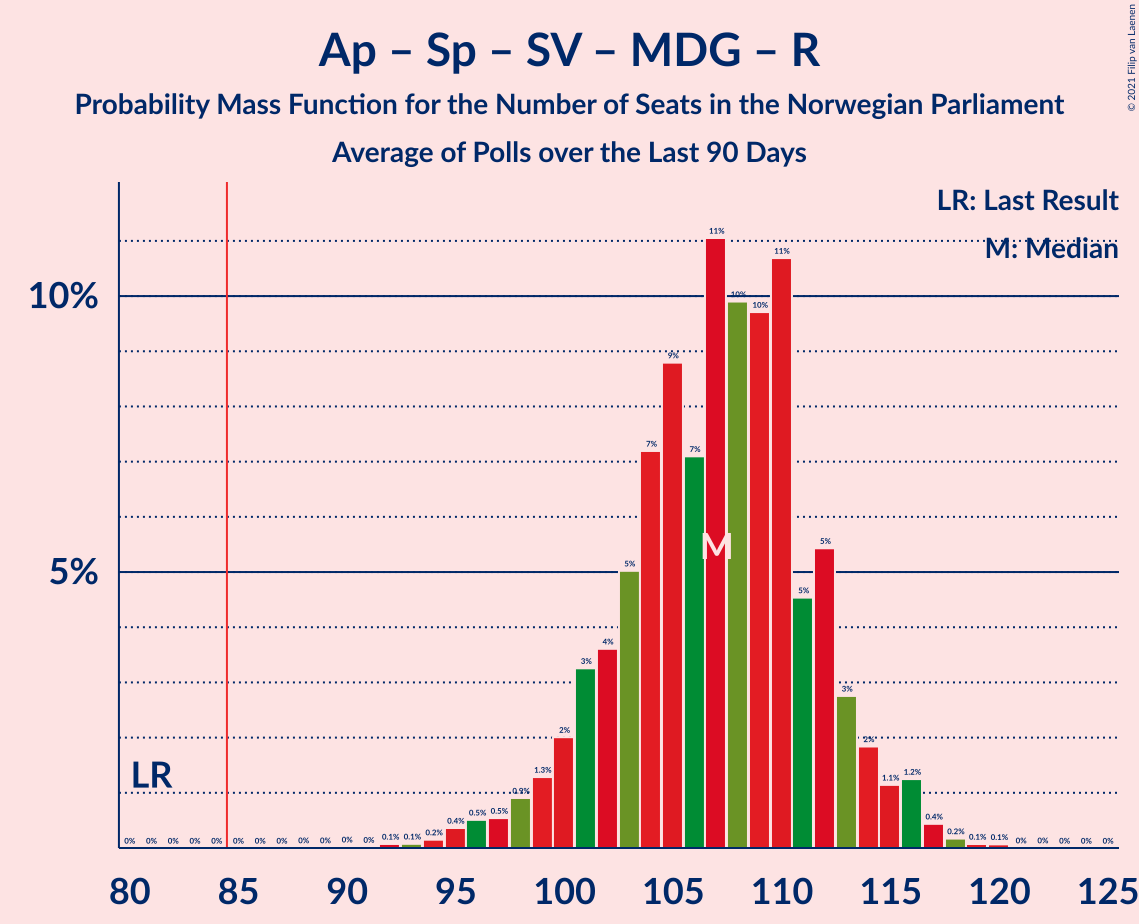 Ap – Sp – SV – MDG – R
Probability Mass Function for the Number of Seats in the Norwegian Parliament
Average of Polls over the Last 90 Days
© 2021 Filip van Laenen
LR: Last Result
M: Median
10%
5%
LR
M
0% 0% 0% 0% 0% 0% 0% 0% 0% 0% 0% 0% 0.1% 0.1% 0.2% 0.4% 0.5% 0.5% 0.9% 1.3% 2% 3% 4% 5% 7% 9% 7% 11% 10% 10% 11% 5% 5% 3% 2% 1.1% 1.2% 0.4% 0.2% 0.1% 0.1% 0% 0% 0% 0% 0%
80 85 90 95 100 105 110 115 120 125